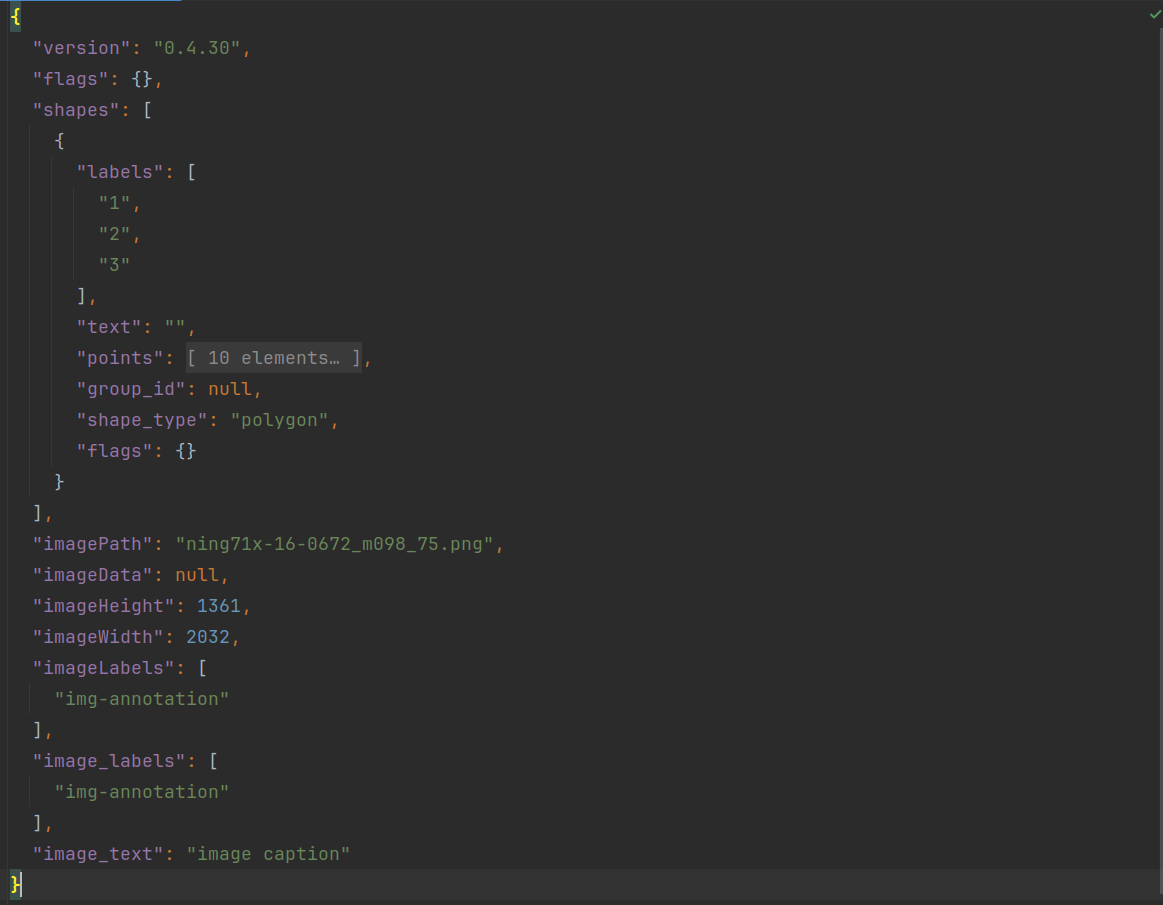 {
  "version": "0.4.30",
  "flags": {},
  "shapes": [
    {
      "labels": [
        "1",
        "2",
        "3"
      ],
      "text": "",
      "points": [ 10 elements… ],
      "group_id": null,
      "shape_type": "polygon",
      "flags": {}
    }
  ],
  "imagePath": "ning71x-16-0672_m098_75.png",
  "imageData": null,
  "imageHeight": 1361,
  "imageWidth": 2032,
  "imageLabels": [
    "img-annotation"
  ],
  "image_labels": [
    "img-annotation"
  ],
  "image_text": "image caption"
}